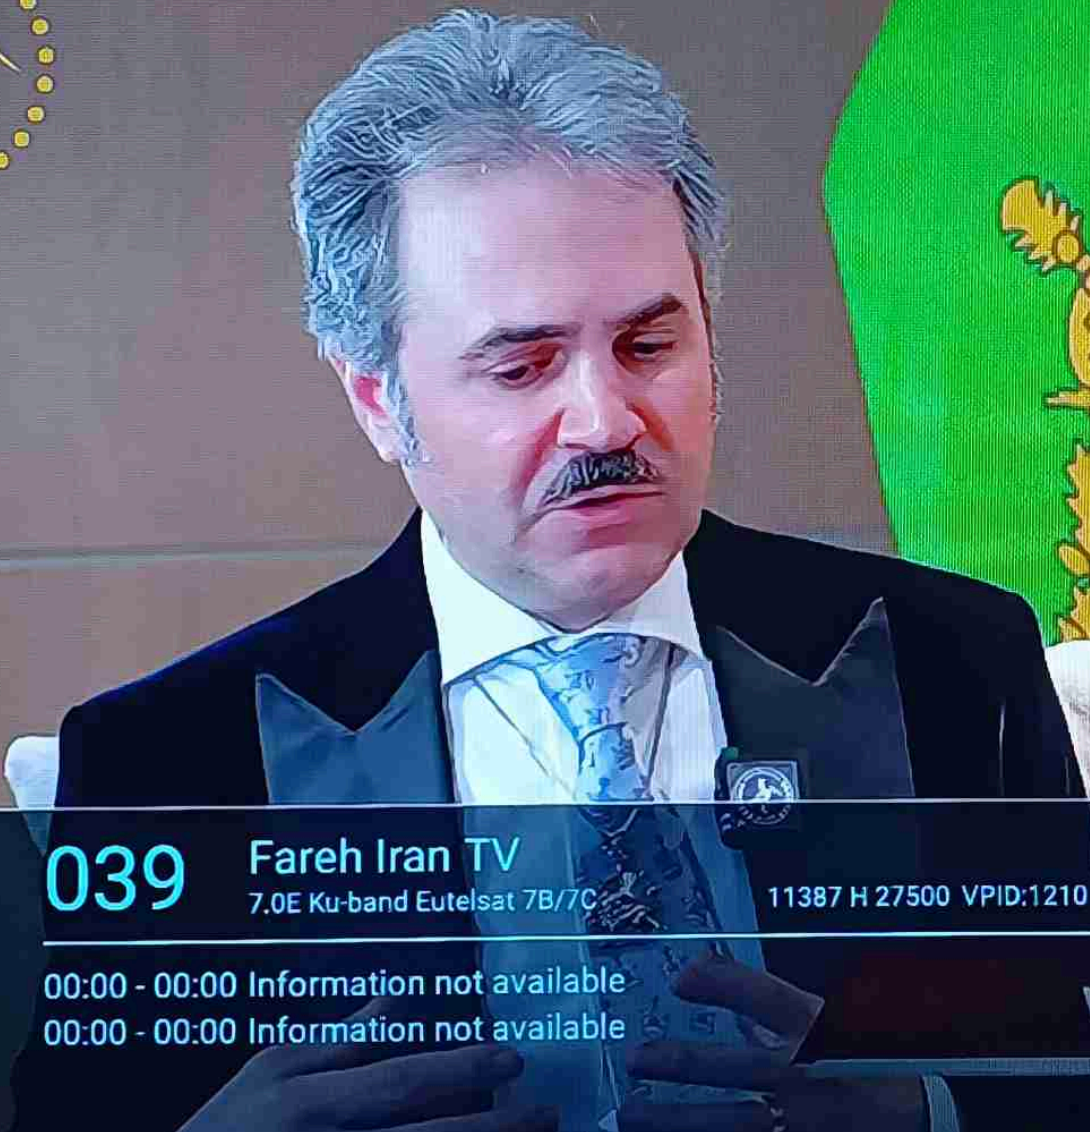 039
Fareh Iran TV
7.0E Ku-band Eutelsat 7B/7C
11387 H 27500 VPID:1210
00:00 - 00:00 Information not available
00:00 - 00:00 Information not available